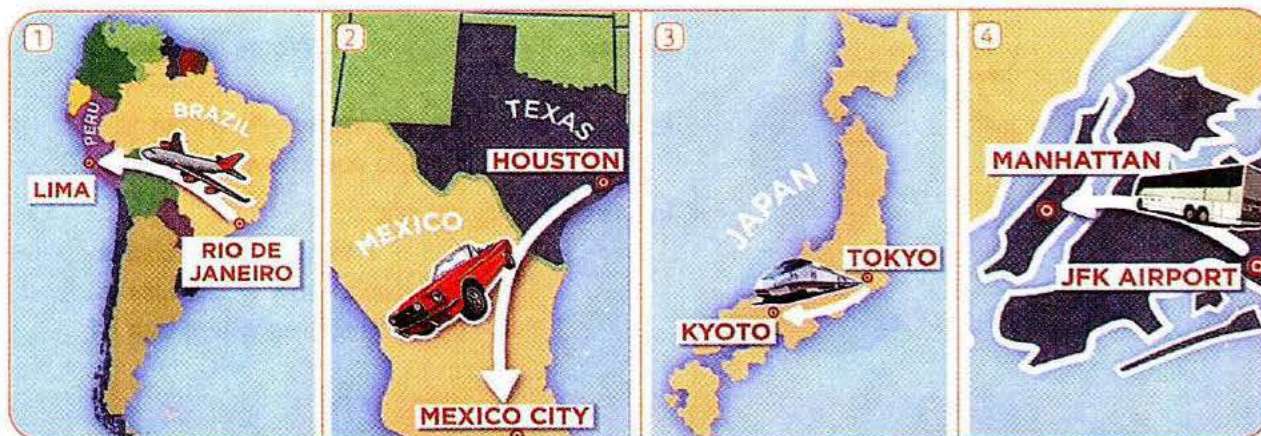 1
BRAZIL
PERU
LIMA
RIO DE
JANEIRO
2
TEXAS
HOUSTON
MEXICO
MEXICO CITY
3
JAPAN
TOKYO
KYOTO
4
MANHATTAN
JFK AIRPORT